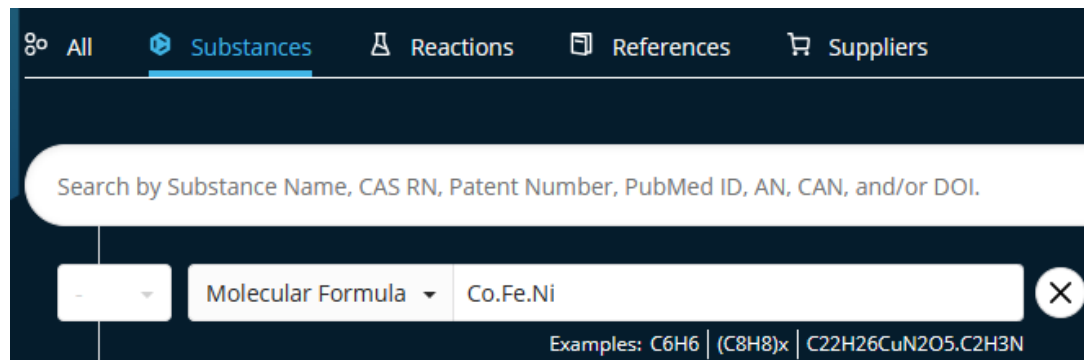 All Substances Reactions References Suppliers
Search by Substance Name, CAS RN, Patent Number, PubMed ID, AN, CAN, and/or DOI.
- Molecular Formula Co.Fe.Ni
Examples: C6H6 | (C8H8)x | C22H26CuN2O5.C2H3N